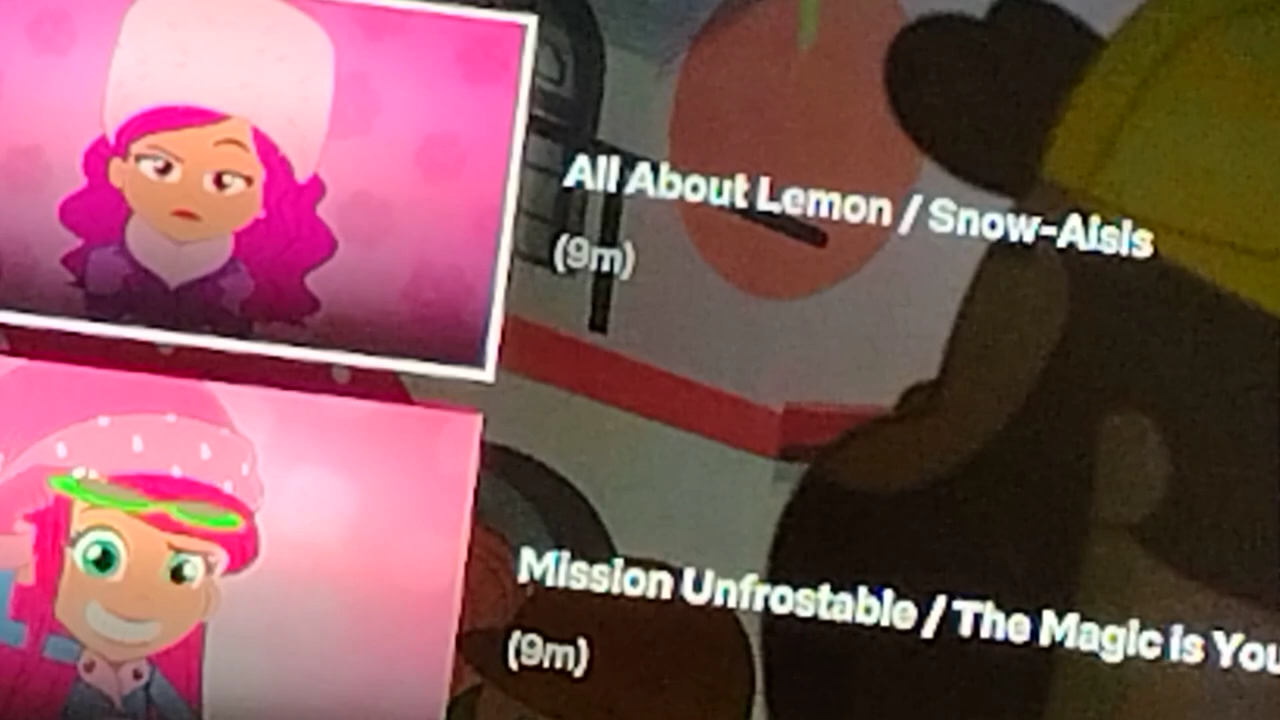 All About Lemon / Snow-Aisis
(9m)
Mission Unfrostable / The Magic is You
(9m)